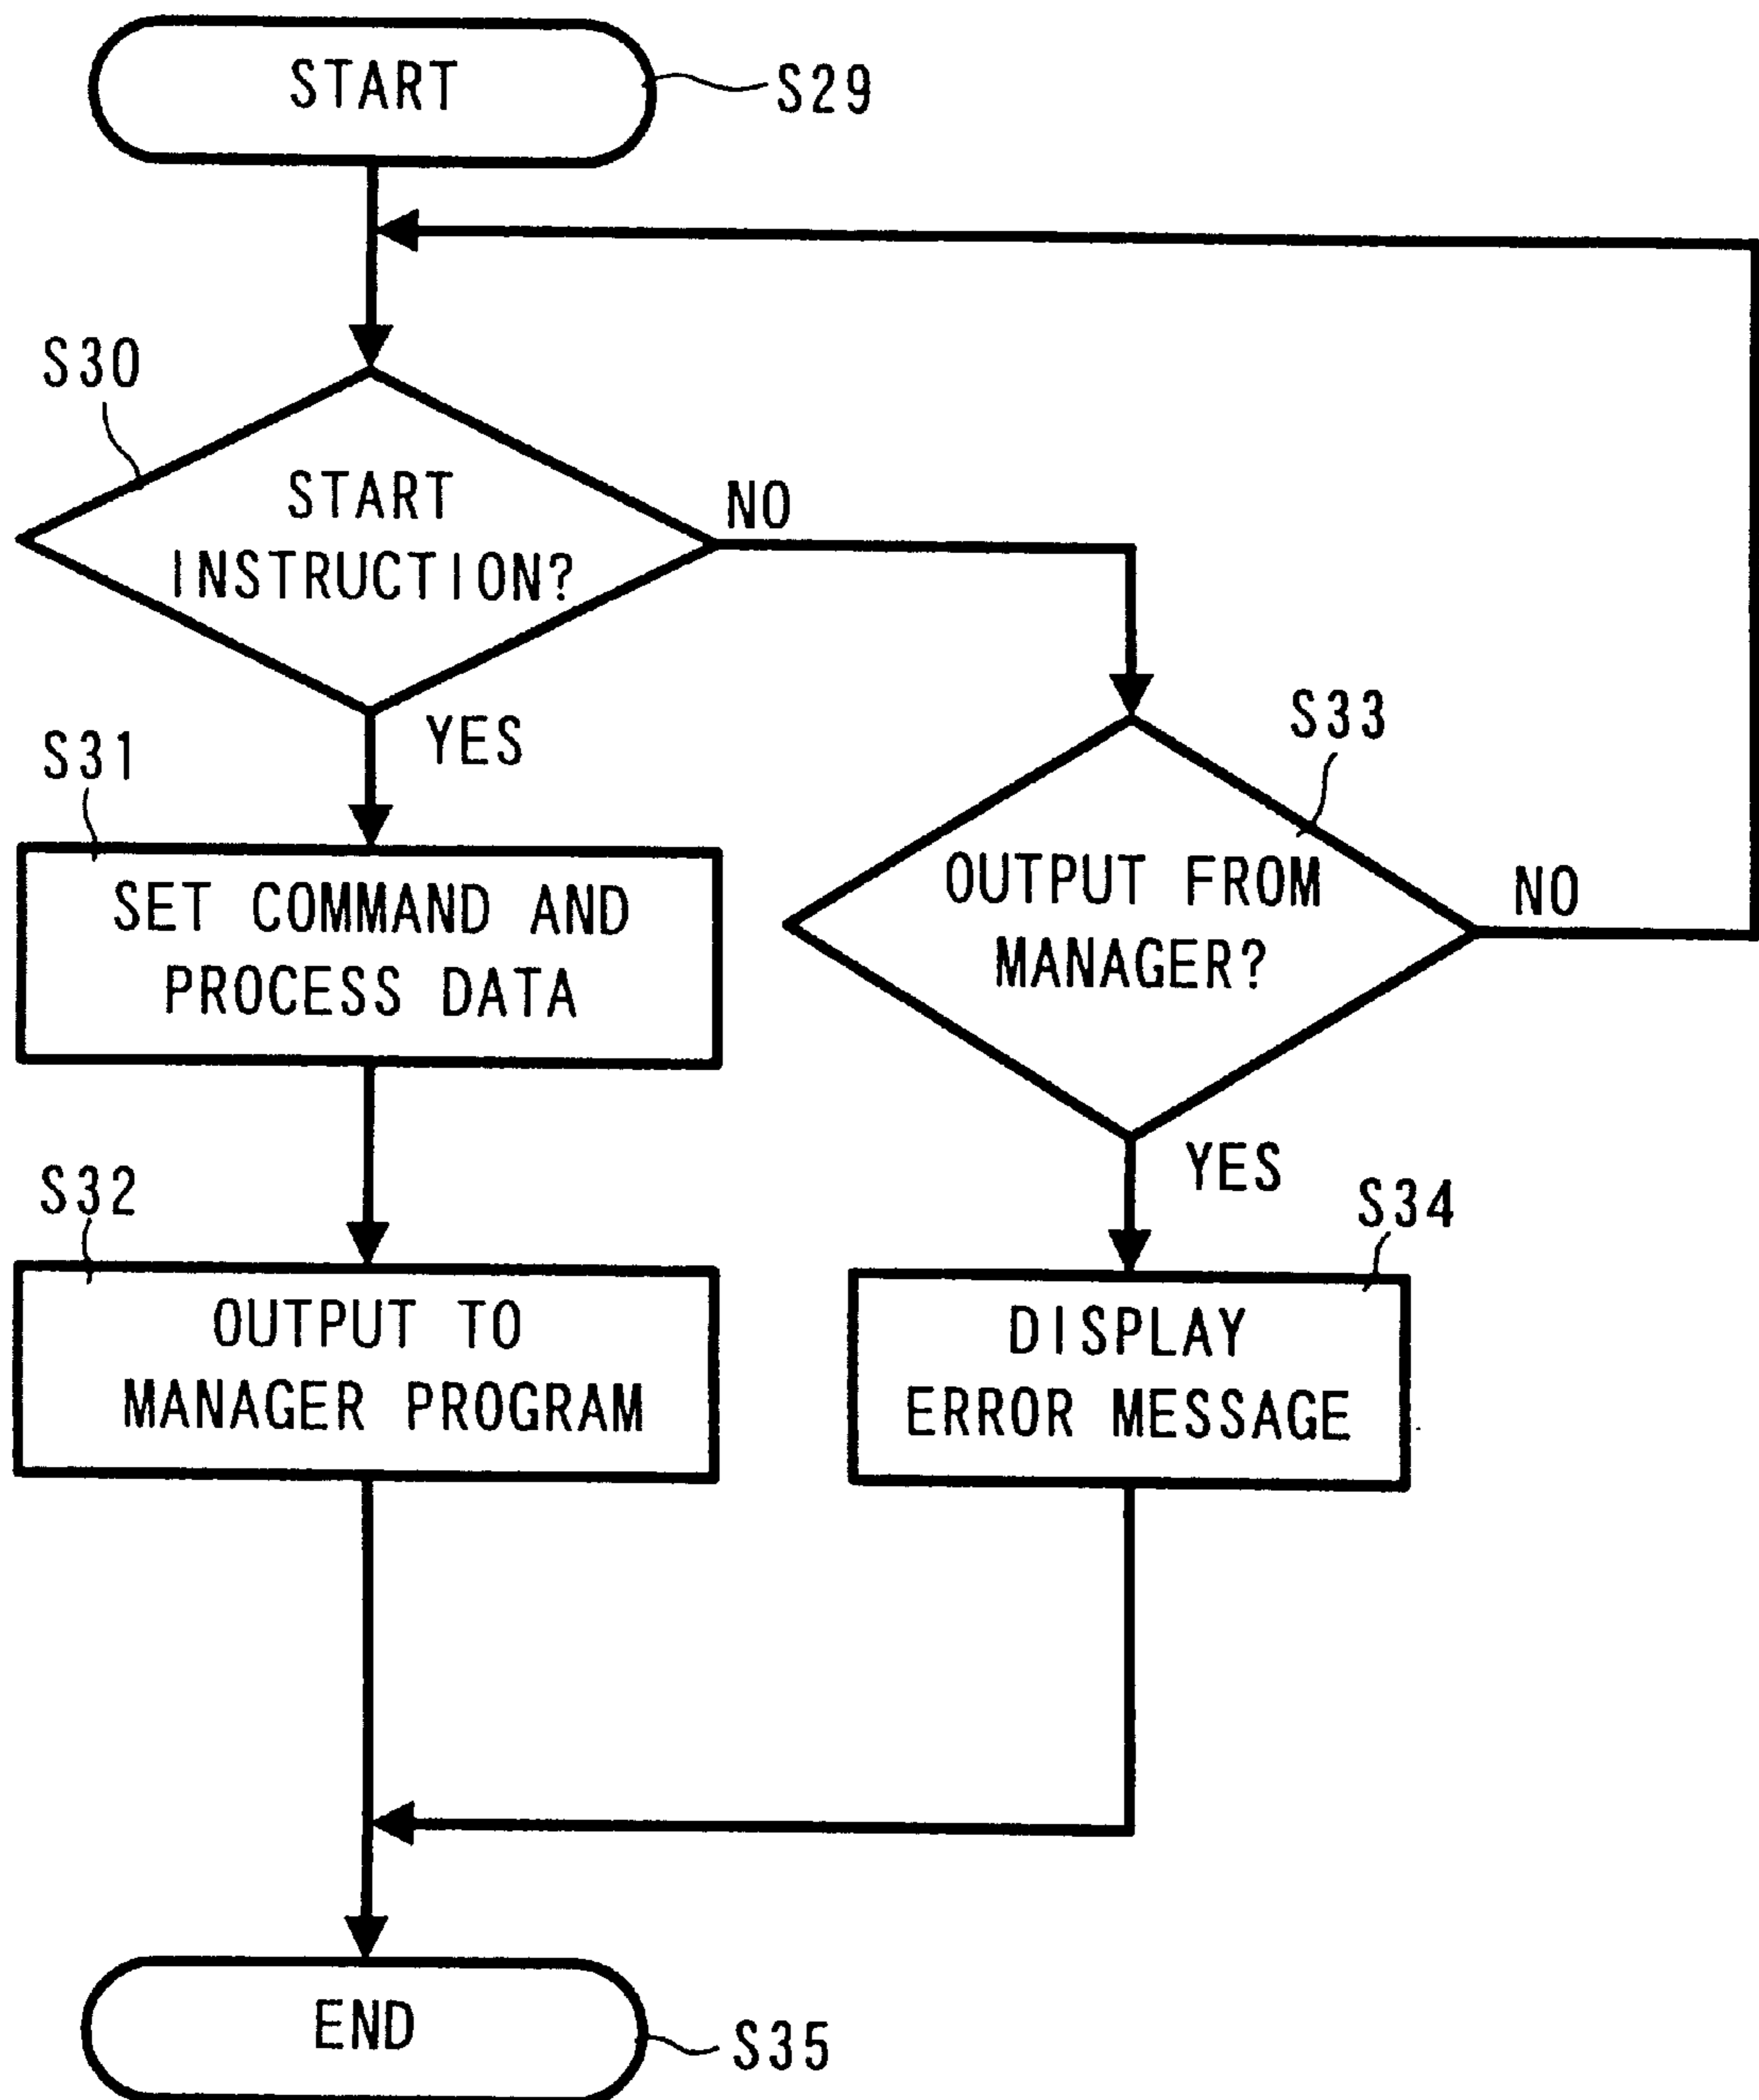 START
S29
S30
START
INSTRUCTION?
NO
YES
S31
SET COMMAND AND
PROCESS DATA
S32
OUTPUT TO
MANAGER PROGRAM
S33
OUTPUT FROM
MANAGER?
NO
YES
S34
DISPLAY
ERROR MESSAGE
END
S35